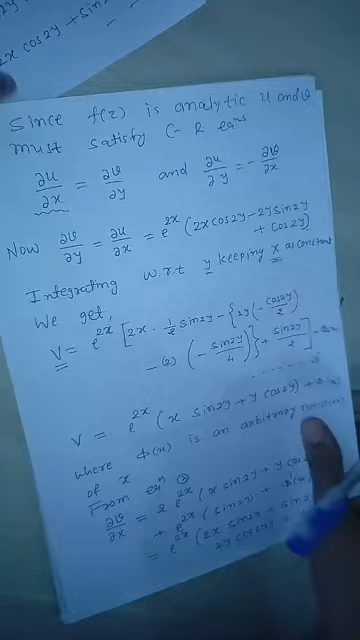 2x cos2y + sin2
Since f(z) is analytic u and v
must satisfy C-R eqns
∂u/∂x = ∂v/∂y and ∂u/∂y = - ∂v/∂x
Now ∂v/∂y = ∂u/∂x = e^2x (2x cos2y - 2y sin2y
+ cos2y)
Integrating w.r.t y keeping x as constant
We get,
V = e^2x [2x · 1/2 sin2y - {2y (- cos2y/2)
- (2) (- sin2y/4)} + sin2y/2]
V = e^2x (x sin2y + y cos2y) +
where Φ(x) is an arbitrary function
of x
From eqn
∂v/∂x = 2 e^2x (x sin2y + y cos
+ e^2x (sin2y) + Φ'(x
= e^2x (2x sin2y + sin2
2y cos2y)